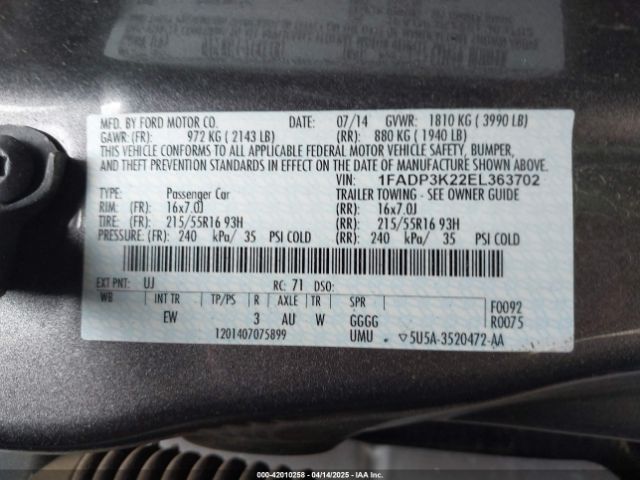 MFD. BY FORD MOTOR CO. DATE: 07/14 GVWR: 1810 KG ( 3990 LB)
GAWR: (FR): 972 KG ( 2143 LB) (RR): 880 KG ( 1940 LB)
THIS VEHICLE CONFORMS TO ALL APPLICABLE FEDERAL MOTOR VEHICLE SAFETY, BUMPER,
AND THEFT PREVENTION STANDARDS IN EFFECT ON THE DATE OF MANUFACTURE SHOWN ABOVE.
VIN: 1FADP3K22EL363702
TYPE: Passenger Car TRAILER TOWING - SEE OWNER GUIDE
RIM: (FR): 16x7.0J (RR): 16x7.0J
TIRE: (FR): 215/55R16 93H (RR): 215/55R16 93H
PRESSURE: (FR): 240 kPa/ 35 PSI COLD (RR): 240 kPa/ 35 PSI COLD
EXT PNT: UJ RC: 71 DSO:
WB INT TR TP/PS R AXLE TR SPR F0092
EW 3 AU W GGGG R0075
1201407075899 UMU ▽5U5A-3520472-AA
000-42010258 - 04/14/2025 - IAAI.COM